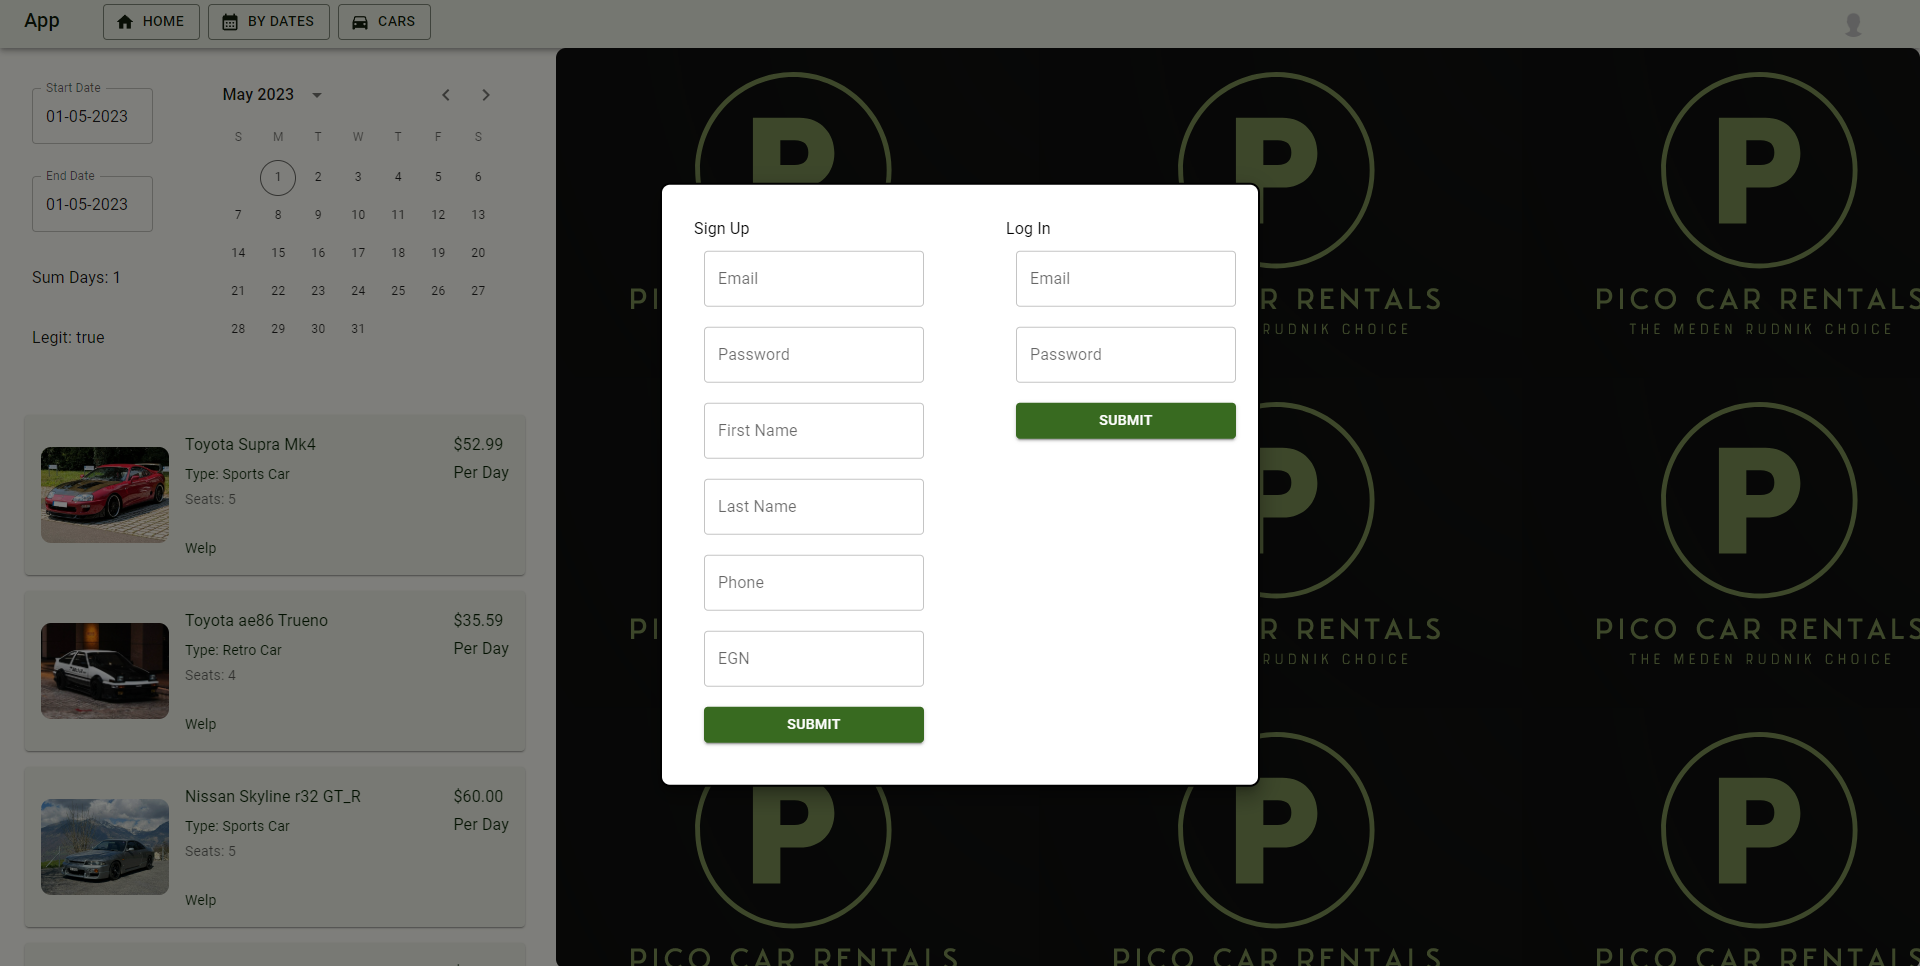 App
HOME
BY DATES
CARS
Start Date
01-05-2023
End Date
01-05-2023
Sum Days: 1
Legit: true
May 2023
S M T W T F S
1 2 3 4 5 6
7 8 9 10 11 12 13
14 15 16 17 18 19 20
21 22 23 24 25 26 27
28 29 30 31
Toyota Supra Mk4
$52.99
Type: Sports Car
Per Day
Seats: 5
Welp
Toyota ae86 Trueno
$35.59
Type: Retro Car
Per Day
Seats: 4
Welp
Nissan Skyline r32 GT_R
$60.00
Type: Sports Car
Per Day
Seats: 5
Welp
Sign Up
Email
Password
First Name
Last Name
Phone
EGN
SUBMIT
Log In
Email
Password
SUBMIT
P
P
P
PI
R RENTALS
RUDNIK CHOICE
PICO CAR RENTALS
THE MEDEN RUDNIK CHOICE
P
P
PI
R RENTALS
RUDNIK CHOICE
PICO CAR RENTALS
THE MEDEN RUDNIK CHOICE
P
P
P
PICO CAR RENTALS
PICO CAR RENTALS
PICO CAR RENTALS